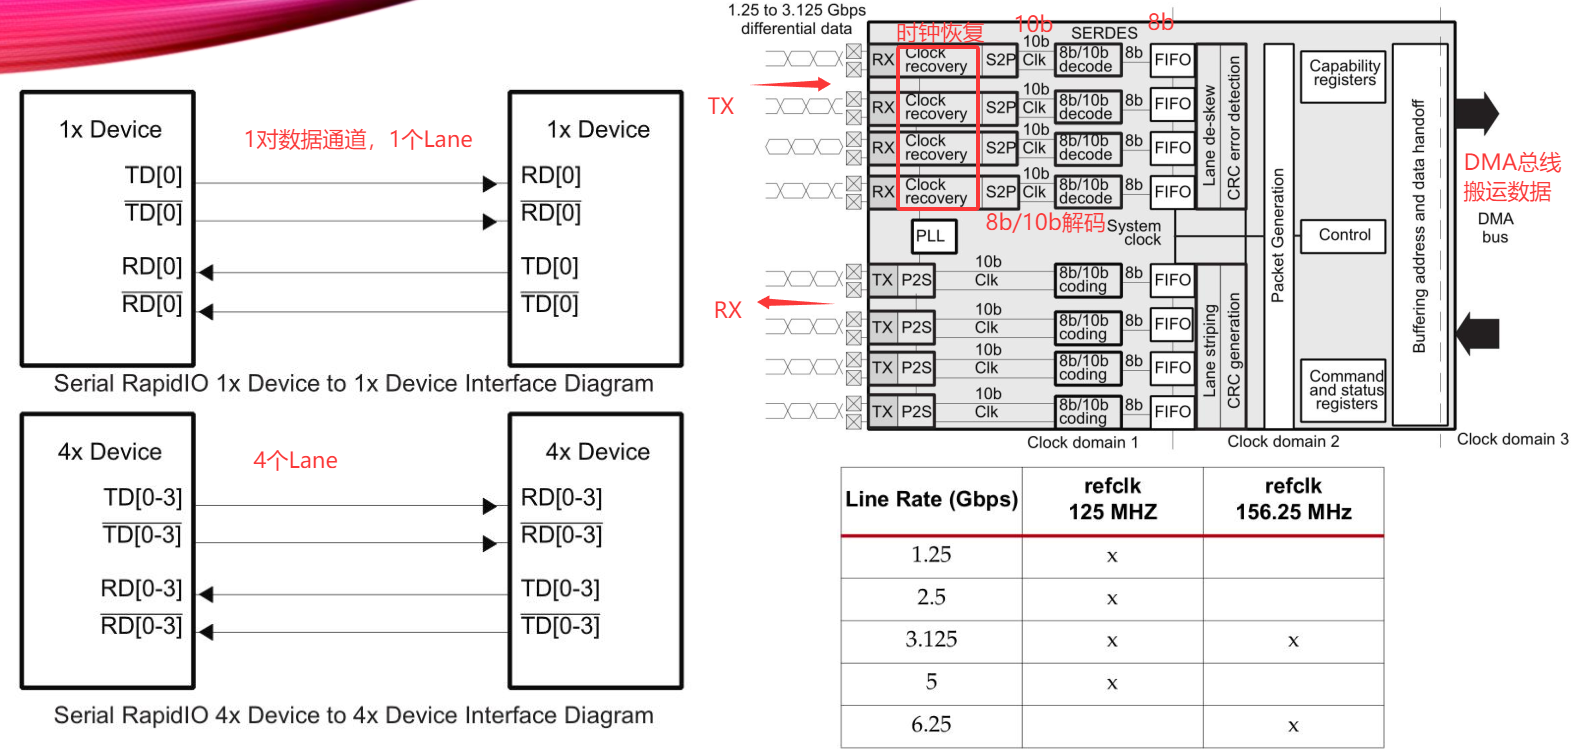 1x Device
1x Device
1对数据通道，1个Lane
TD[0]
RD[0]
TD[0]
RD[0]
RD[0]
TD[0]
RD[0]
TD[0]
Serial RapidIO 1x Device to 1x Device Interface Diagram
4x Device
4x Device
4个Lane
TD[0-3]
RD[0-3]
TD[0-3]
RD[0-3]
RD[0-3]
TD[0-3]
RD[0-3]
TD[0-3]
Serial RapidIO 4x Device to 4x Device Interface Diagram
1.25 to 3.125 Gbps
differential data
时钟恢复
10b
8b
SERDES
TX
RX
Clock
recovery
S2P
10b
Clk
8b/10b
decode
8b
FIFO
RX
Clock
recovery
S2P
10b
Clk
8b/10b
decode
8b
FIFO
RX
Clock
recovery
S2P
10b
Clk
8b/10b
decode
8b
FIFO
RX
Clock
recovery
S2P
10b
Clk
8b/10b
decode
8b
FIFO
Lane de-skew
CRC error detection
8b/10b解码
PLL
System
clock
RX
TX
P2S
10b
Clk
8b/10b
coding
8b
FIFO
TX
P2S
10b
Clk
8b/10b
coding
8b
FIFO
TX
P2S
10b
Clk
8b/10b
coding
8b
FIFO
TX
P2S
10b
Clk
8b/10b
coding
8b
FIFO
Lane striping
CRC generation
Packet Generation
Capability
registers
Control
Command
and status
registers
Buffering address and data handoff
DMA总线
搬运数据
DMA
bus
Clock domain 1
Clock domain 2
Clock domain 3
Line Rate (Gbps)
refclk
125 MHZ
refclk
156.25 MHz
1.25 x
2.5 x
3.125 x x
5 x
6.25 x